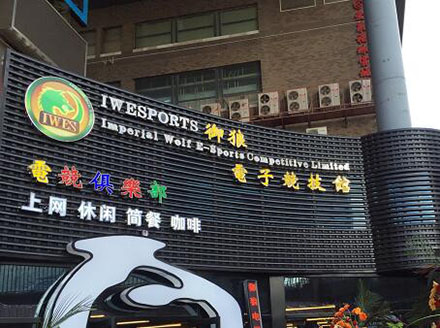 IWES
IWESPORTS 御狼
Imperial Wolf E-Sports Competitive Limited
電子競技館
電競俱樂部
上网 休闲 简餐 咖啡